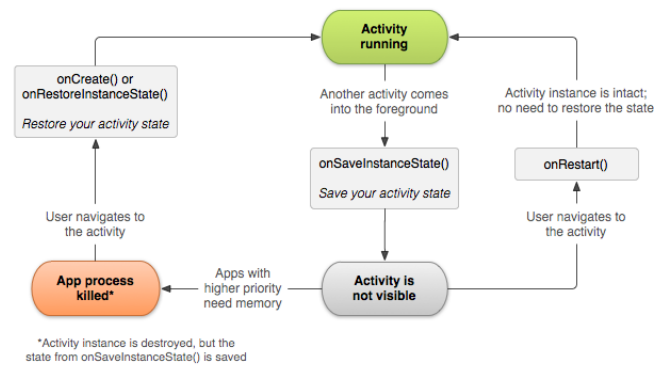 Activity
running
onCreate() or
onRestoreInstanceState()
Restore your activity state
Another activity comes
into the foreground
Activity instance is intact;
no need to restore the state
onSaveInstanceState()
Save your activity state
onRestart()
User navigates to
the activity
User navigates to
the activity
App process
killed*
Apps with
higher priority
need memory
Activity is
not visible
*Activity instance is destroyed, but the
state from onSaveInstanceState() is saved